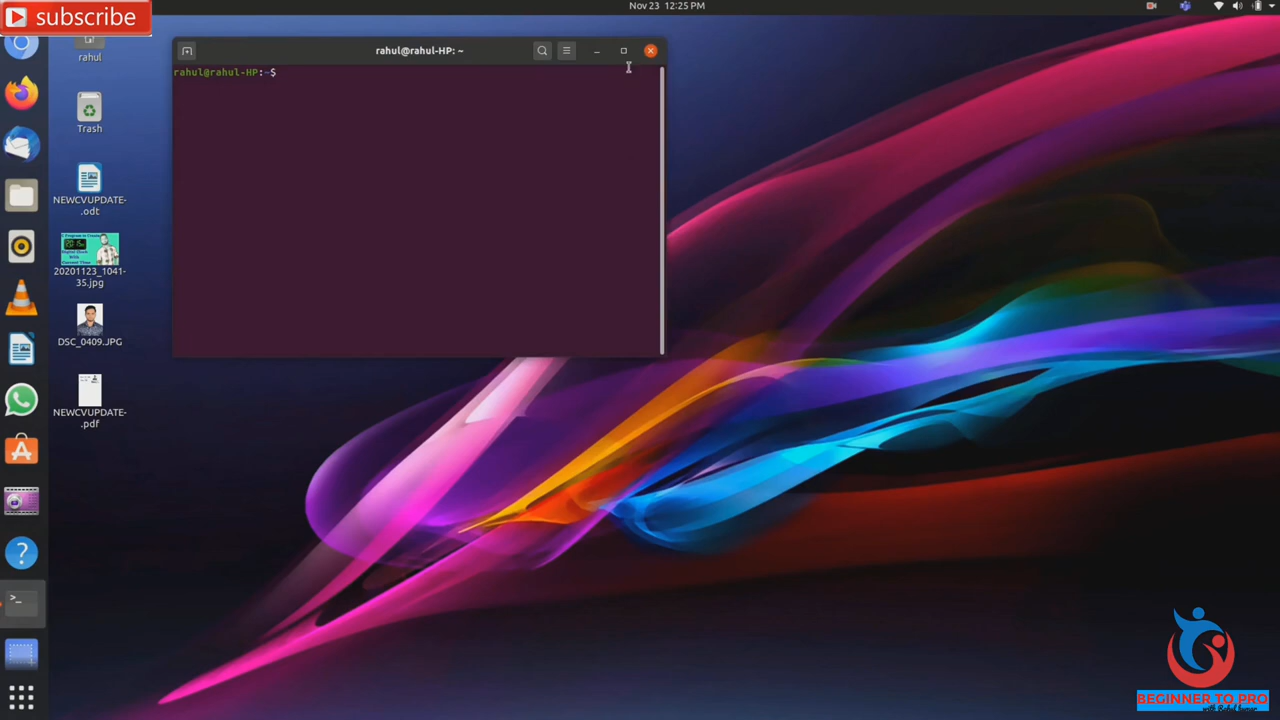 subscribe
Nov 23 12:25 PM
rahul@rahul-HP: ~
rahul@rahul-HP:~$
rahul
Trash
NEWCVUPDATE-
.odt
20201123_1041-
35.jpg
DSC_0409.JPG
NEWCVUPDATE-
.pdf
BEGINNER TO PRO